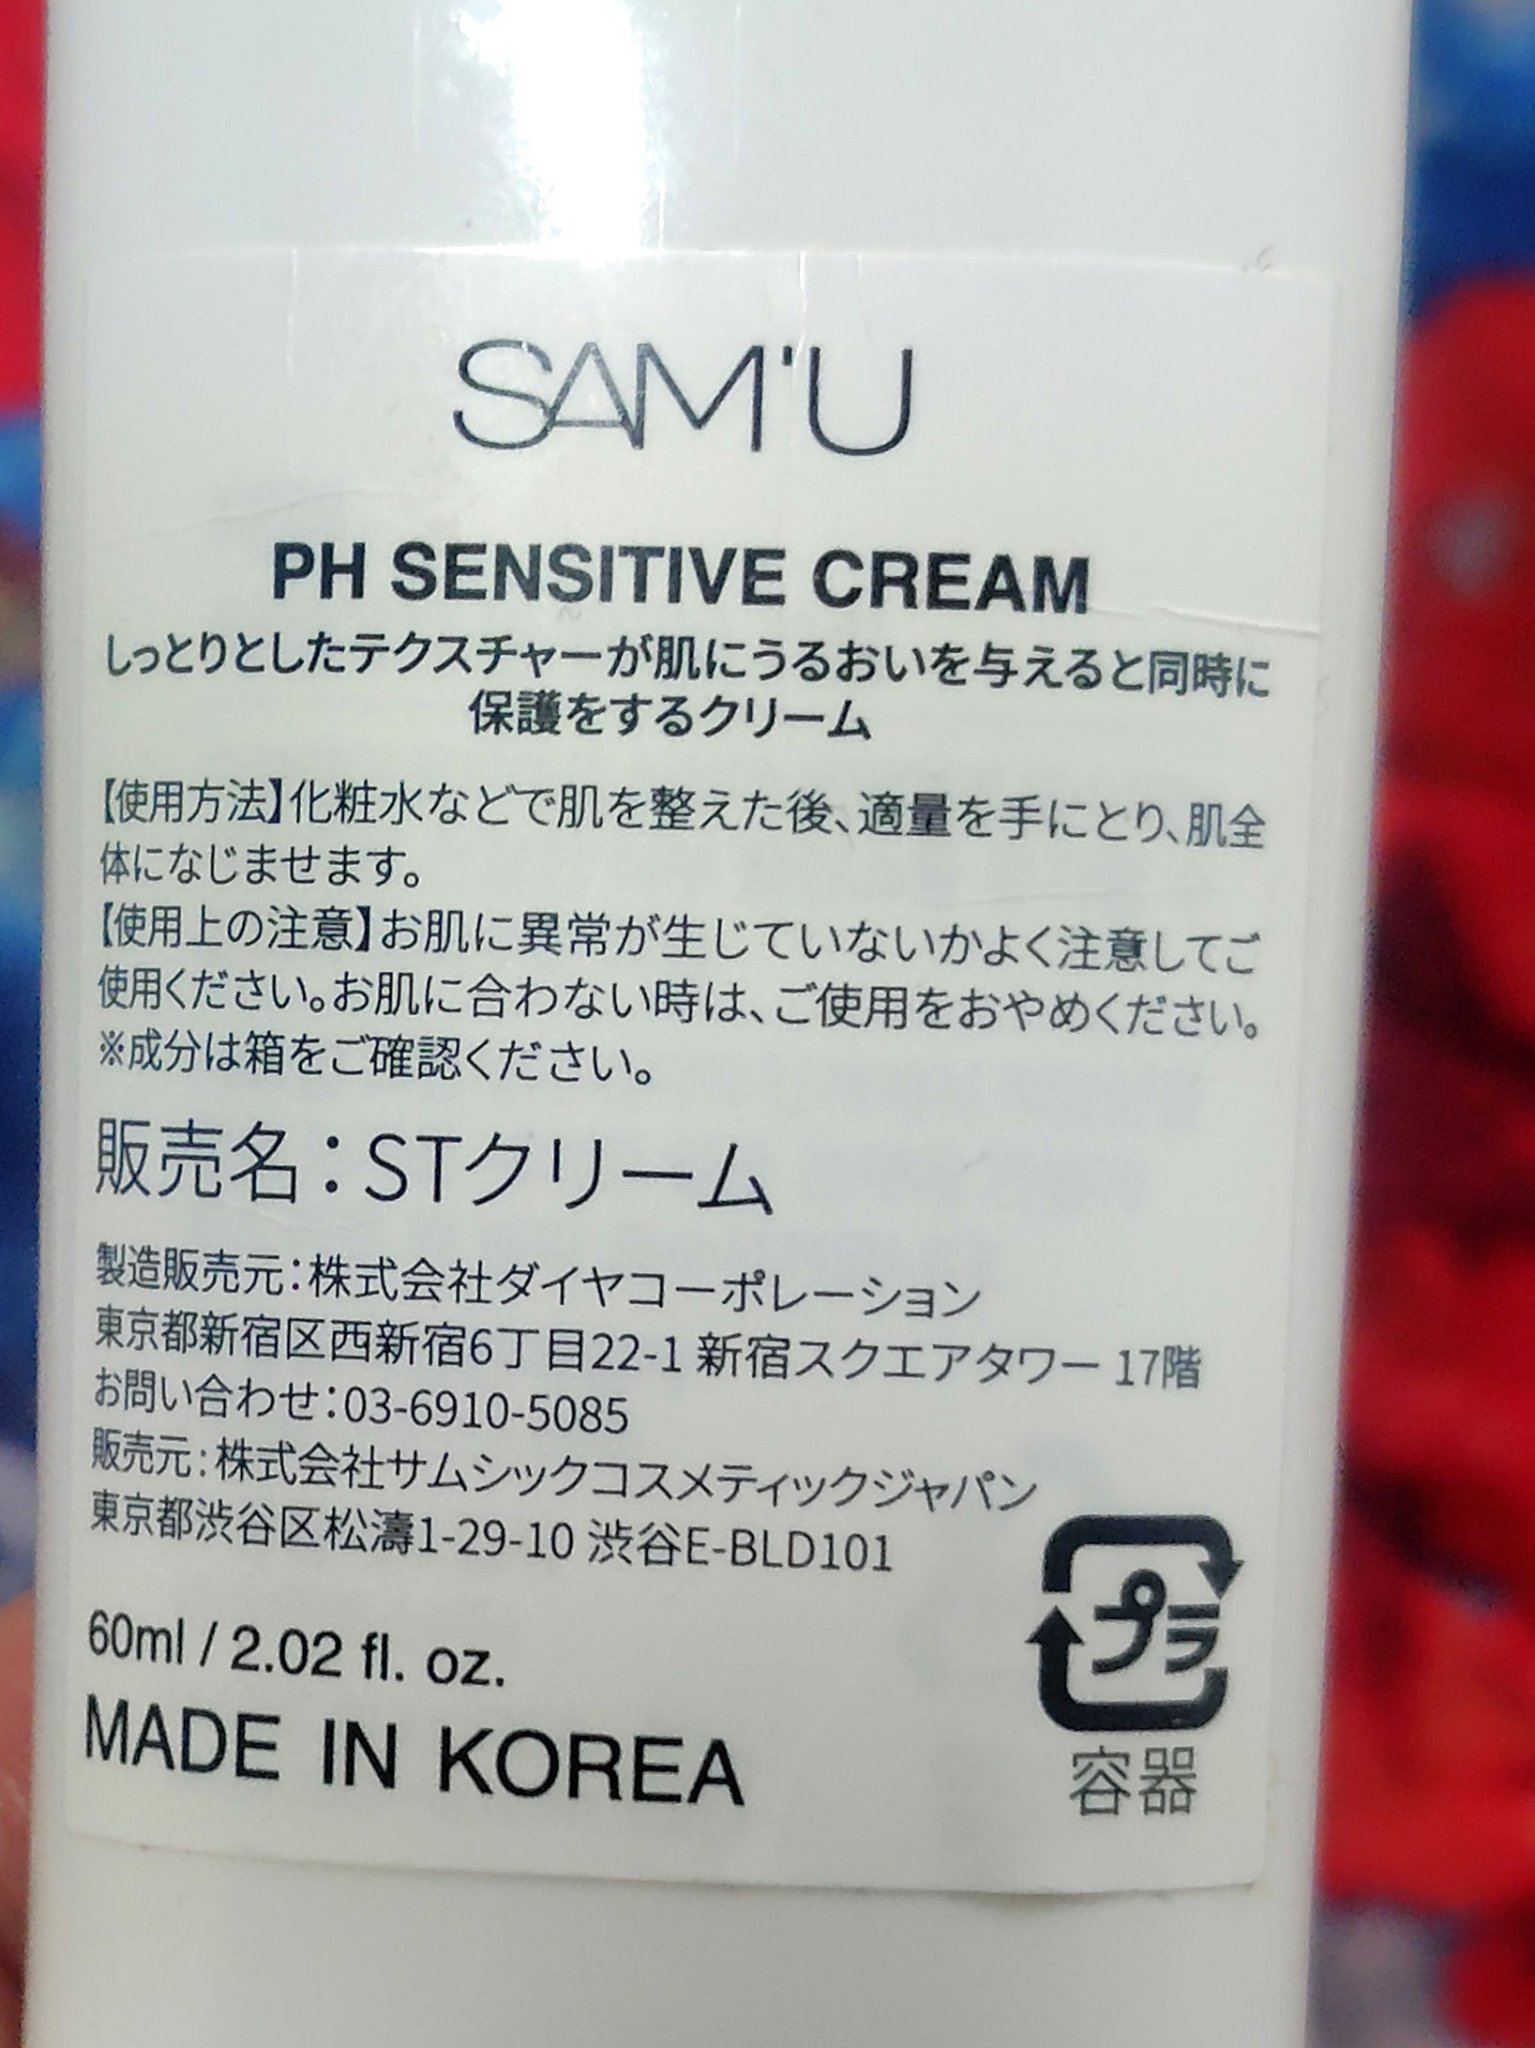 SAM'U
PH SENSITIVE CREAM
しっとりとしたテクスチャーが肌にうるおいを与えると同時に
保護をするクリーム
【使用方法】化粧水などで肌を整えた後、適量を手にとり、肌全
体になじませます。
【使用上の注意】お肌に異常が生じていないかよく注意してご
使用ください。お肌に合わない時は、ご使用をおやめください。
※成分は箱をご確認ください。
販売名：STクリーム
製造販売元：株式会社ダイヤコーポレーション
東京都新宿区西新宿6丁目22-1 新宿スクエアタワー 17階
お問い合わせ：03-6910-5085
販売元：株式会社サムシックコスメティックジャパン
東京都渋谷区松濤1-29-10 渋谷E-BLD101
60ml / 2.02 fl. oz.
MADE IN KOREA
プラ
容器